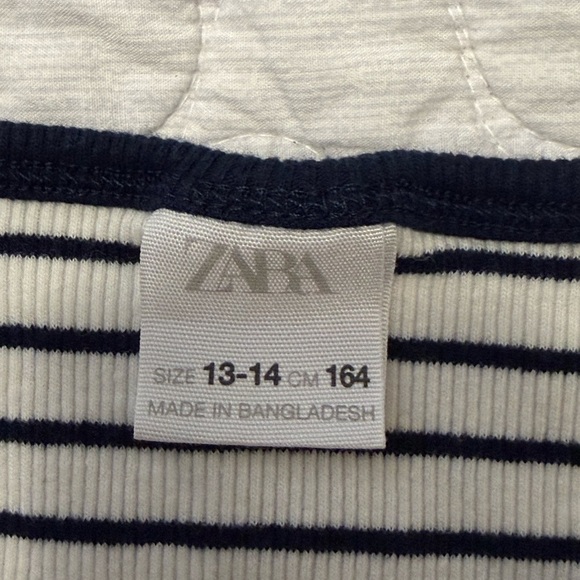 ZARA
SIZE 13-14 CM 164
MADE IN BANGLADESH